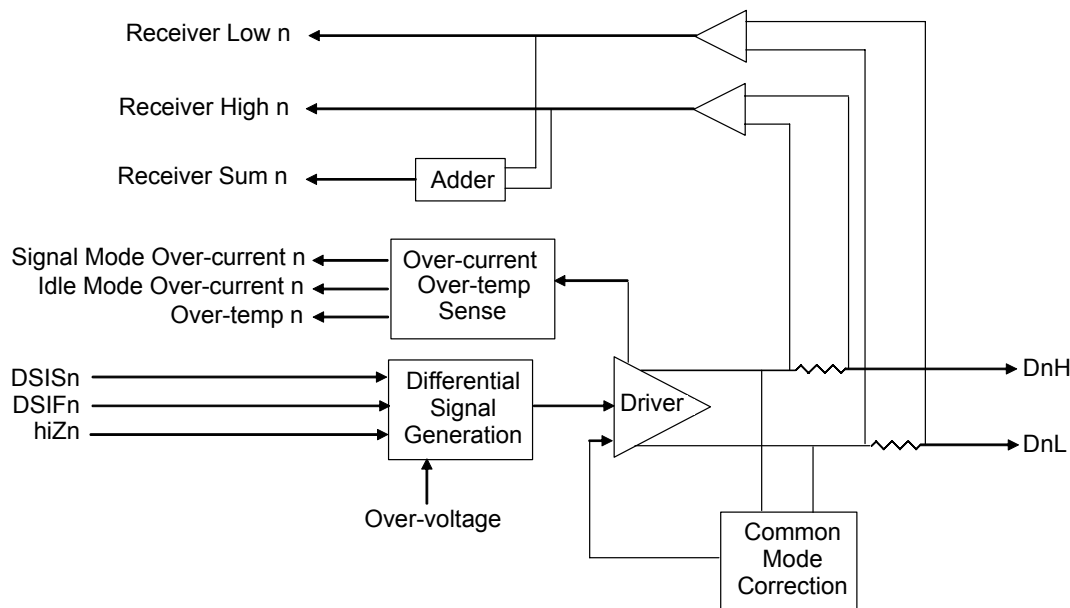 Receiver Low n
Receiver High n
Receiver Sum n
Adder
Signal Mode Over-current n
Idle Mode Over-current n
Over-temp n
Over-current
Over-temp
Sense
DSISn
DSIFn
hiZn
Differential
Signal
Generation
Over-voltage
Driver
DnH
DnL
Common
Mode
Correction